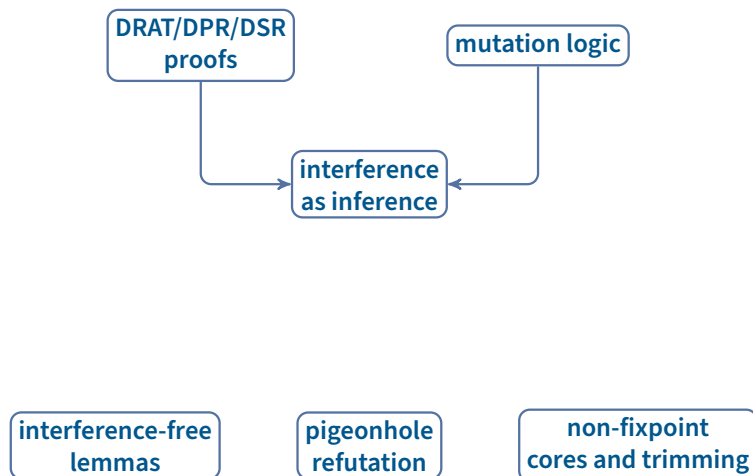 DRAT/DPR/DSR
proofs
mutation logic
interference
as inference
interference-free
lemmas
pigeonhole
refutation
non-fixpoint
cores and trimming